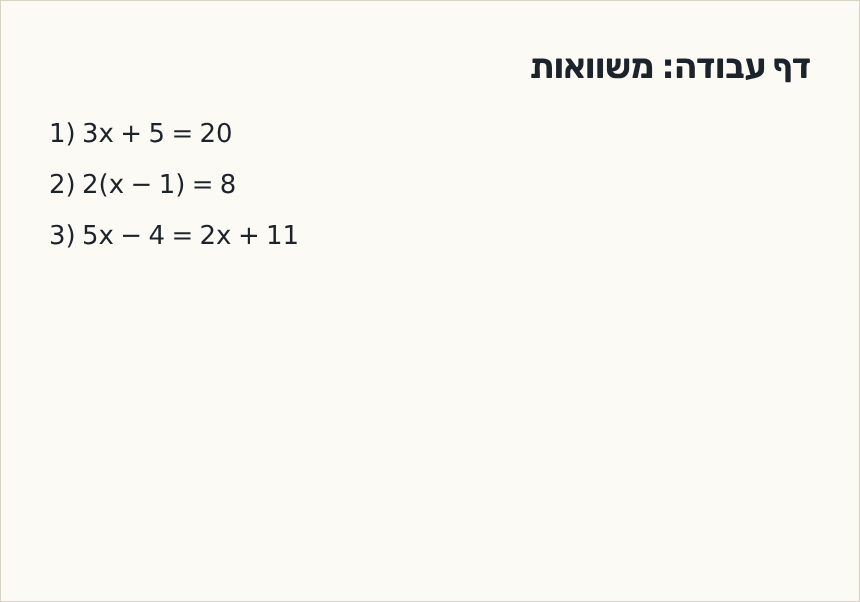 דף עבודה: משוואות
1) 3x + 5 = 20
2) 2(x − 1) = 8
3) 5x − 4 = 2x + 11